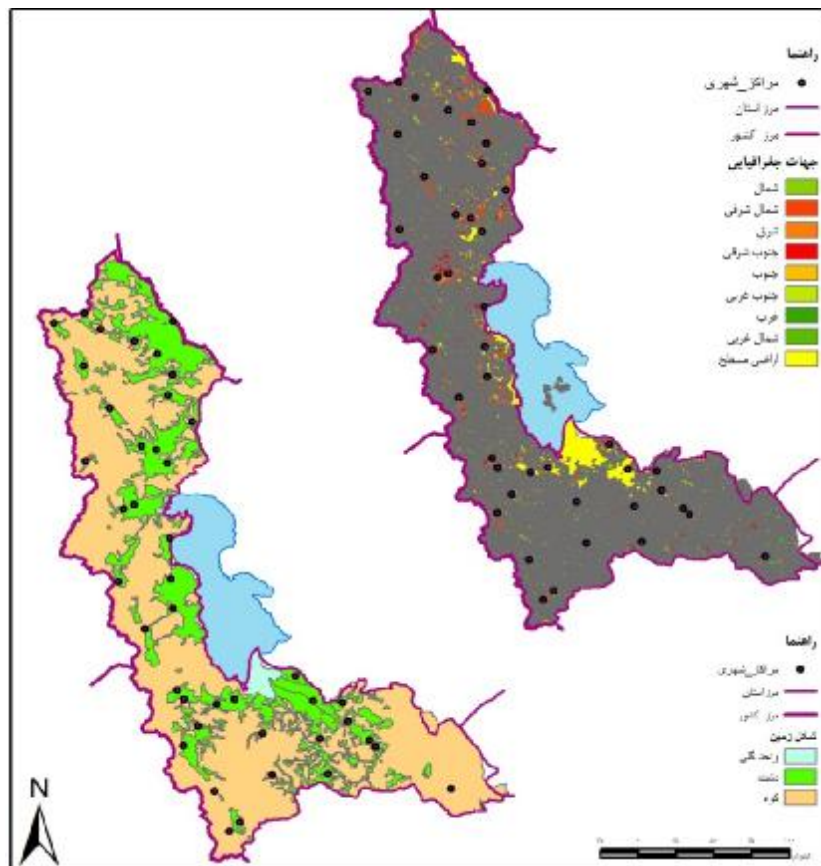 راهنما
مراکز_شهری
مرز استان
مرز کشور
جهات جغرافیایی
شمال
شمال شرقی
شرق
جنوب شرقی
جنوب
جنوب غربی
غرب
شمال غربی
اراضی مسطح
راهنما
مراکز_شهری
مرز استان
مرز کشور
شکل زمین
دشت
کوه
N